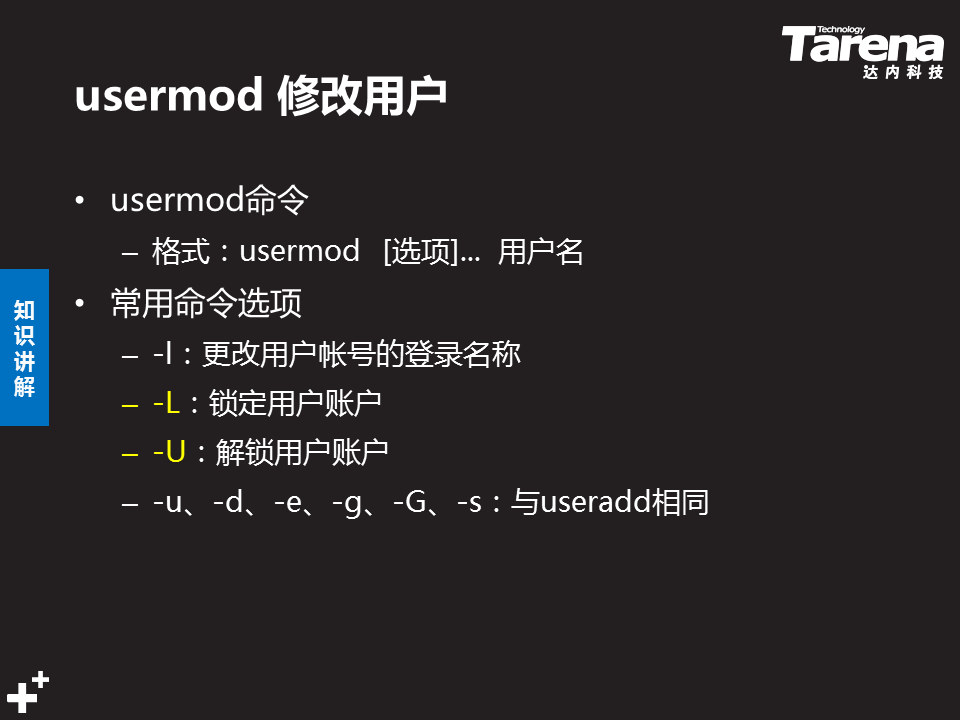 Technology
Tarena
达内科技
usermod 修改用户
• usermod命令
– 格式：usermod [选项]... 用户名
• 常用命令选项
– -l：更改用户帐号的登录名称
– -L：锁定用户账户
– -U：解锁用户账户
– -u、-d、-e、-g、-G、-s：与useradd相同
知识讲解